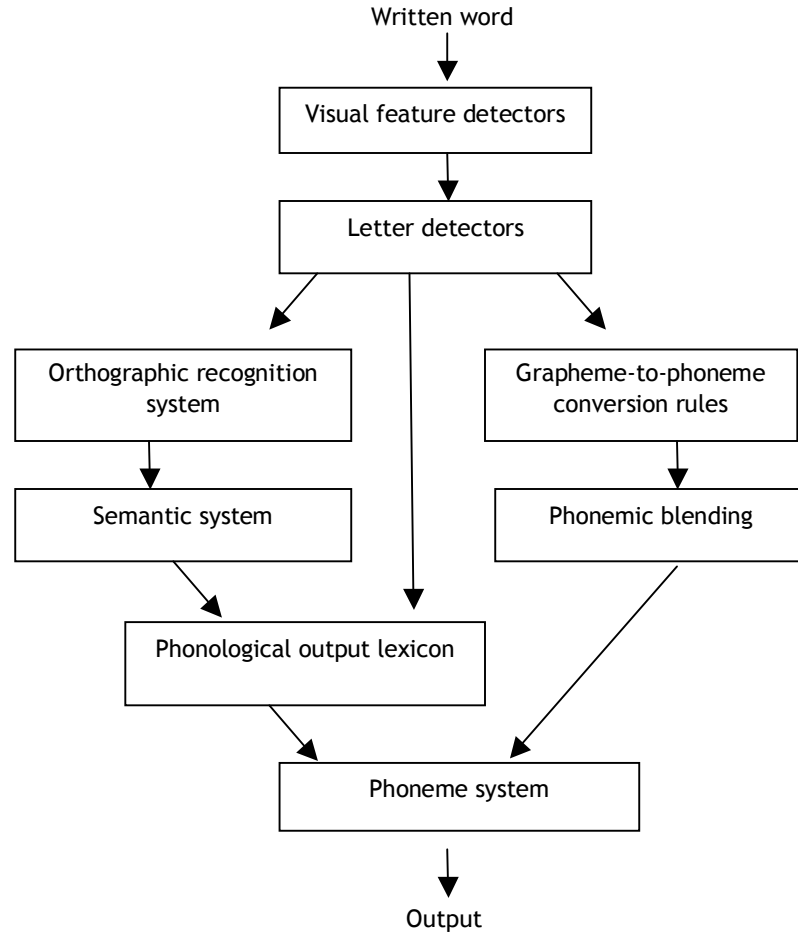 Written word
Visual feature detectors
Letter detectors
Orthographic recognition
system
Grapheme-to-phoneme
conversion rules
Semantic system
Phonemic blending
Phonological output lexicon
Phoneme system
Output